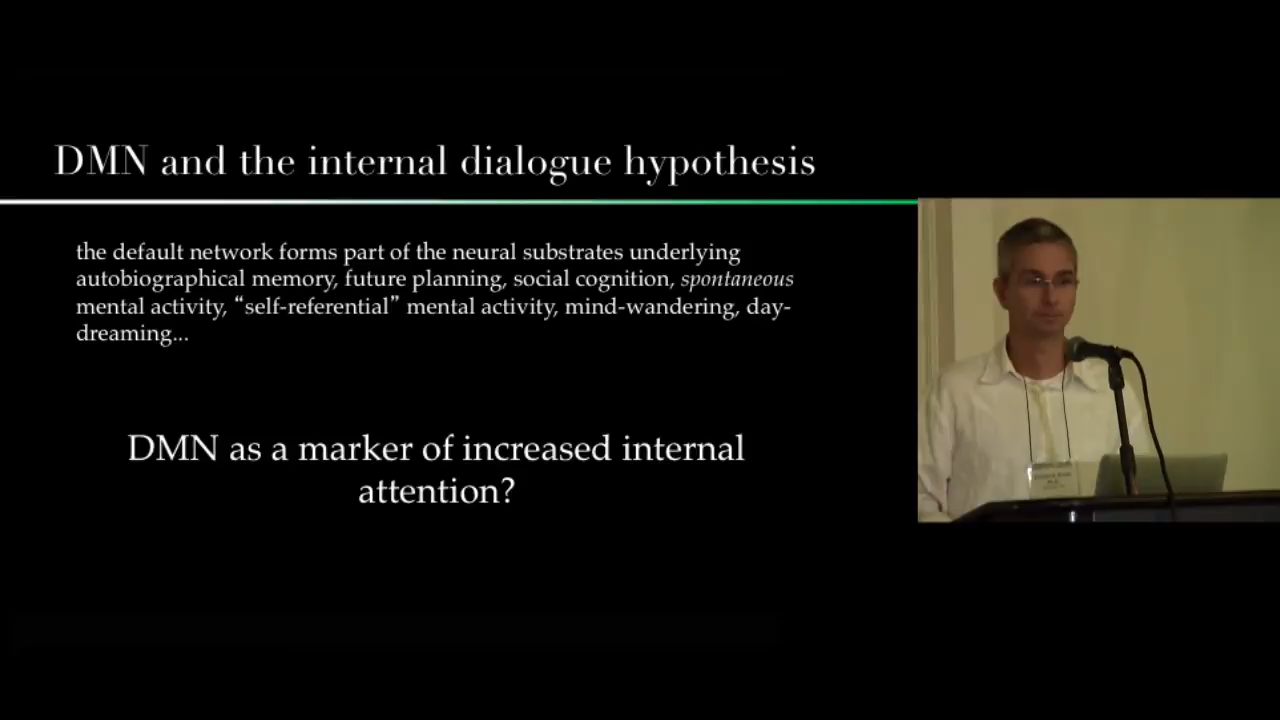 DMN and the internal dialogue hypothesis
the default network forms part of the neural substrates underlying
autobiographical memory, future planning, social cognition, spontaneous
mental activity, “self-referential” mental activity, mind-wandering, day-
dreaming...
DMN as a marker of increased internal
attention?